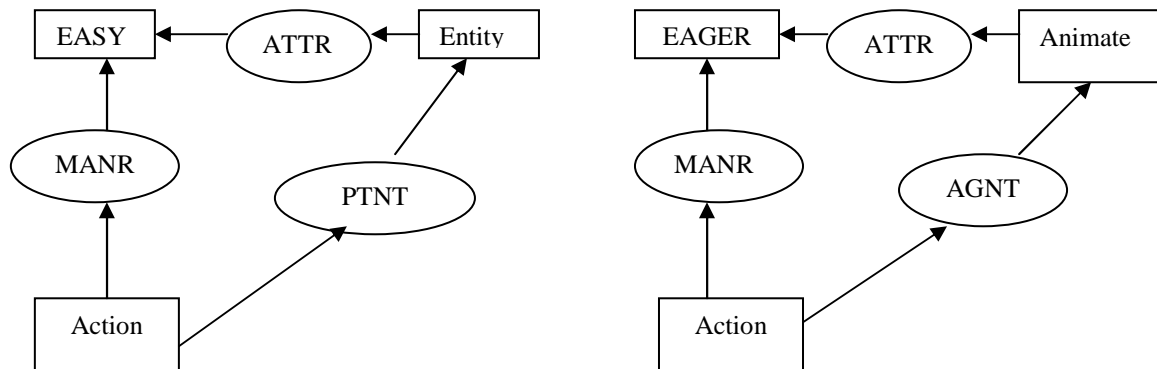 EASY ATTR Entity EAGER ATTR Animate
MANR PTNT MANR AGNT
Action Action